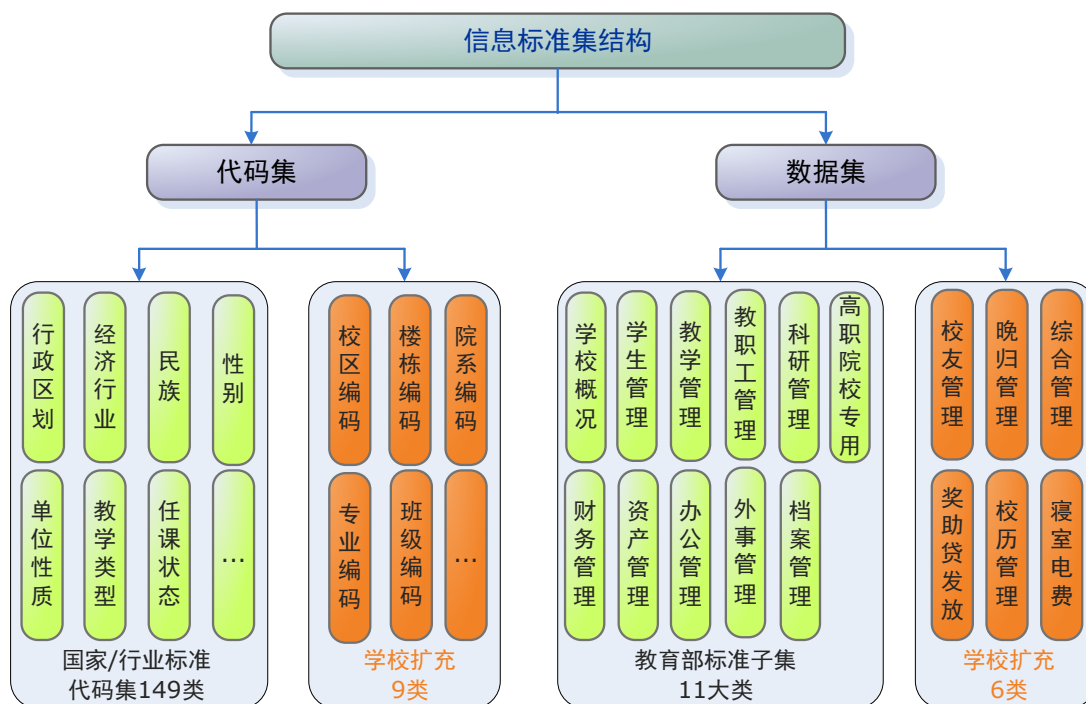 信息标准集结构
代码集
数据集
行政区划
经济行业
民族
性别
单位性质
教学类型
任课状态
...
国家/行业标准
代码集149类
校区编码
楼栋编码
院系编码
专业编码
班级编码
...
学校扩充
9类
学校概况
学生管理
教学管理
教职工管理
科研管理
高职院校专用
财务管理
资产管理
办公管理
外事管理
档案管理
教育部标准子集
11大类
校友管理
晚归管理
综合管理
奖助贷发放
校历管理
寝室电费
学校扩充
6类